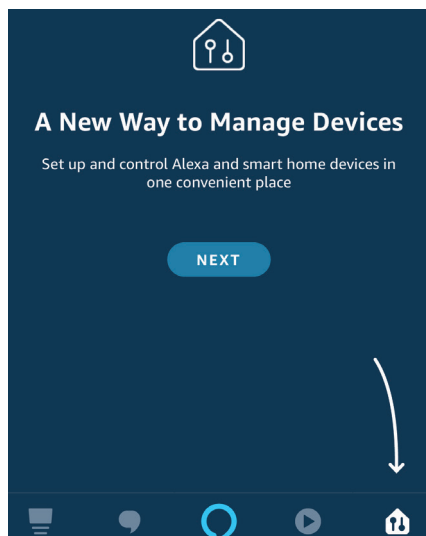 A New Way to Manage Devices
Set up and control Alexa and smart home devices in
one convenient place
NEXT